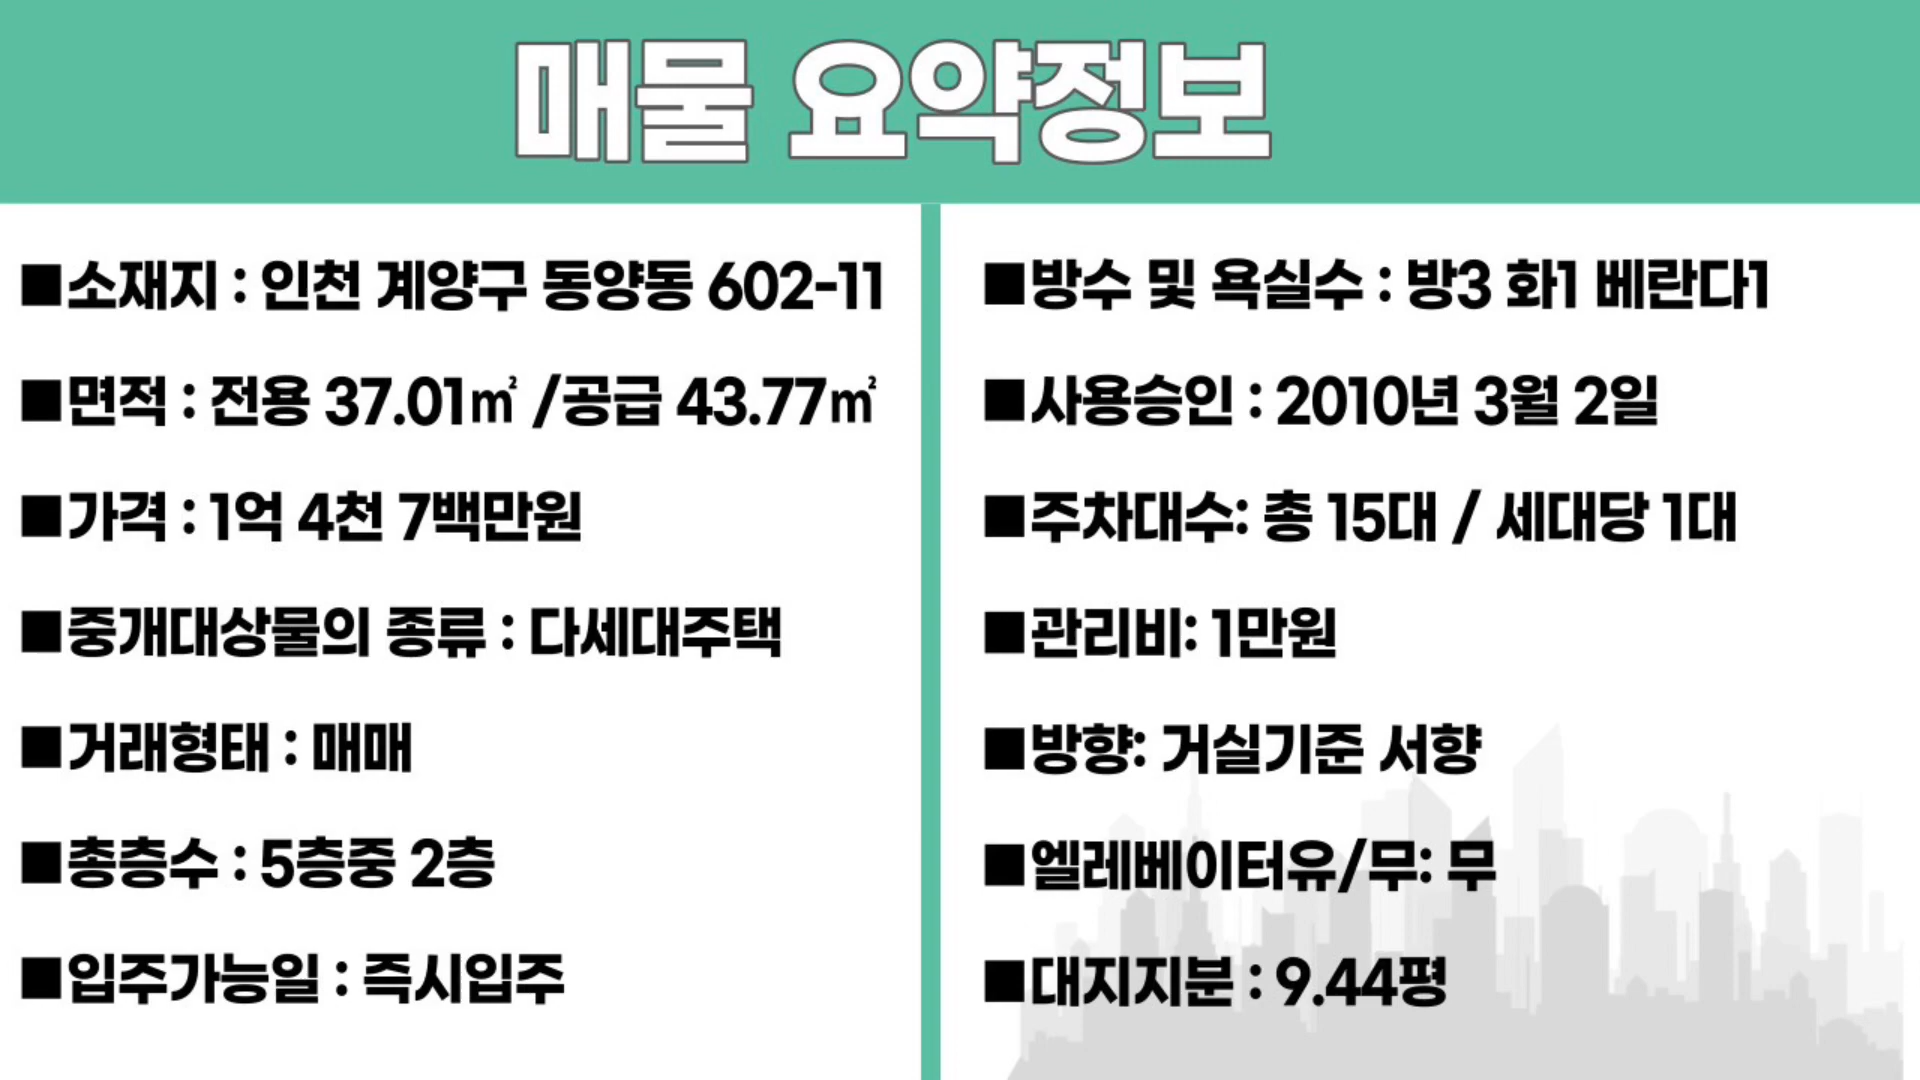 매물 요약정보
■소재지 : 인천 계양구 동양동 602-11
■면적 : 전용 37.01㎡ /공급 43.77㎡
■가격 : 1억 4천 7백만원
■중개대상물의 종류 : 다세대주택
■거래형태 : 매매
■총층수 : 5층중 2층
■입주가능일 : 즉시입주
■방수 및 욕실수 : 방3 화1 베란다1
■사용승인 : 2010년 3월 2일
■주차대수: 총 15대 / 세대당 1대
■관리비: 1만원
■방향: 거실기준 서향
■엘레베이터유/무: 무
■대지지분 : 9.44평